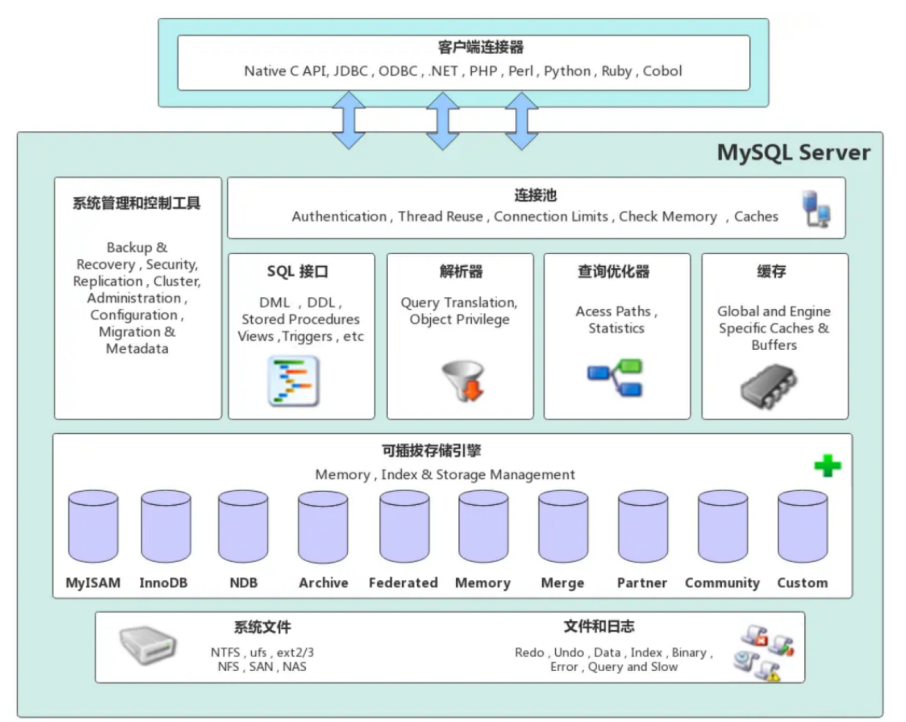 客户端连接器
Native C API, JDBC , ODBC , .NET , PHP , Perl , Python , Ruby , Cobol
MySQL Server
系统管理和控制工具
Backup &
Recovery , Security,
Replication , Cluster,
Administration ,
Configuration ,
Migration &
Metadata
连接池
Authentication , Thread Reuse , Connection Limits , Check Memory , Caches
SQL 接口
DML , DDL ,
Stored Procedures
Views ,Triggers , etc
解析器
Query Translation,
Object Privilege
查询优化器
Acess Paths ,
Statistics
缓存
Global and Engine
Specific Caches &
Buffers
可插拔存储引擎
Memory , Index & Storage Management
MyISAM InnoDB NDB Archive Federated Memory Merge Partner Community Custom
系统文件
NTFS , ufs , ext2/3
NFS , SAN , NAS
文件和日志
Redo , Undo , Data , Index , Binary ,
Error , Query and Slow